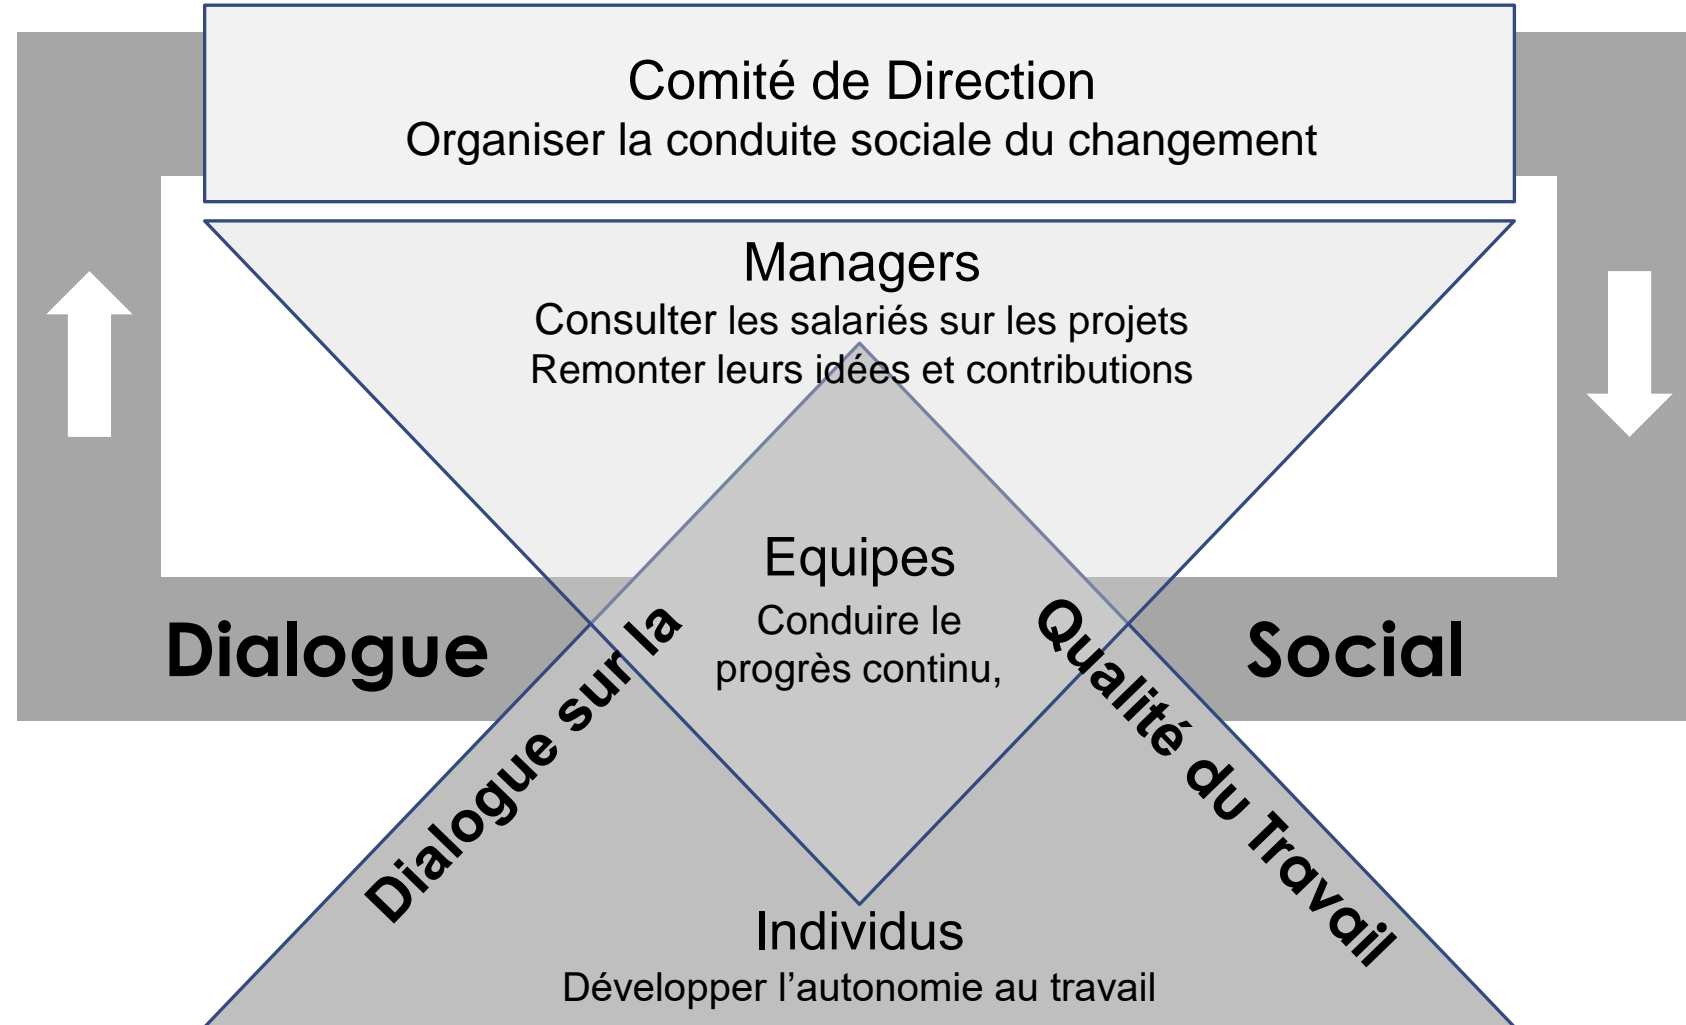 Comité de Direction
Organiser la conduite sociale du changement
Managers
Consulter les salariés sur les projets
Remonter leurs idées et contributions
Equipes
Conduire le
progrès continu,
Dialogue
Social
Dialogue sur la
Qualité du Travail
Individus
Développer l’autonomie au travail